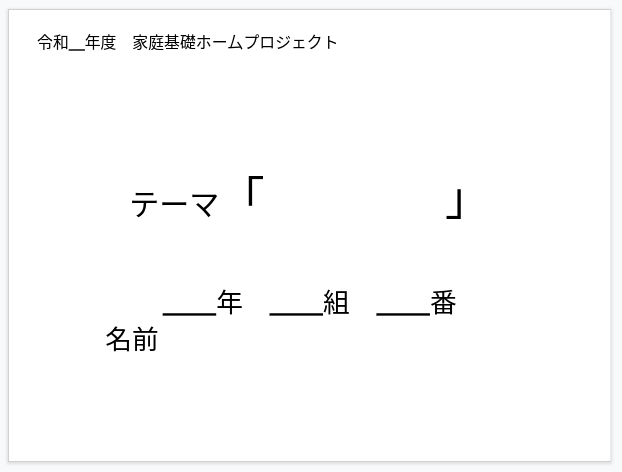 令和__年度　家庭基礎ホームプロジェクト
テーマ「　　　　　　」
____年　____組　____番
名前